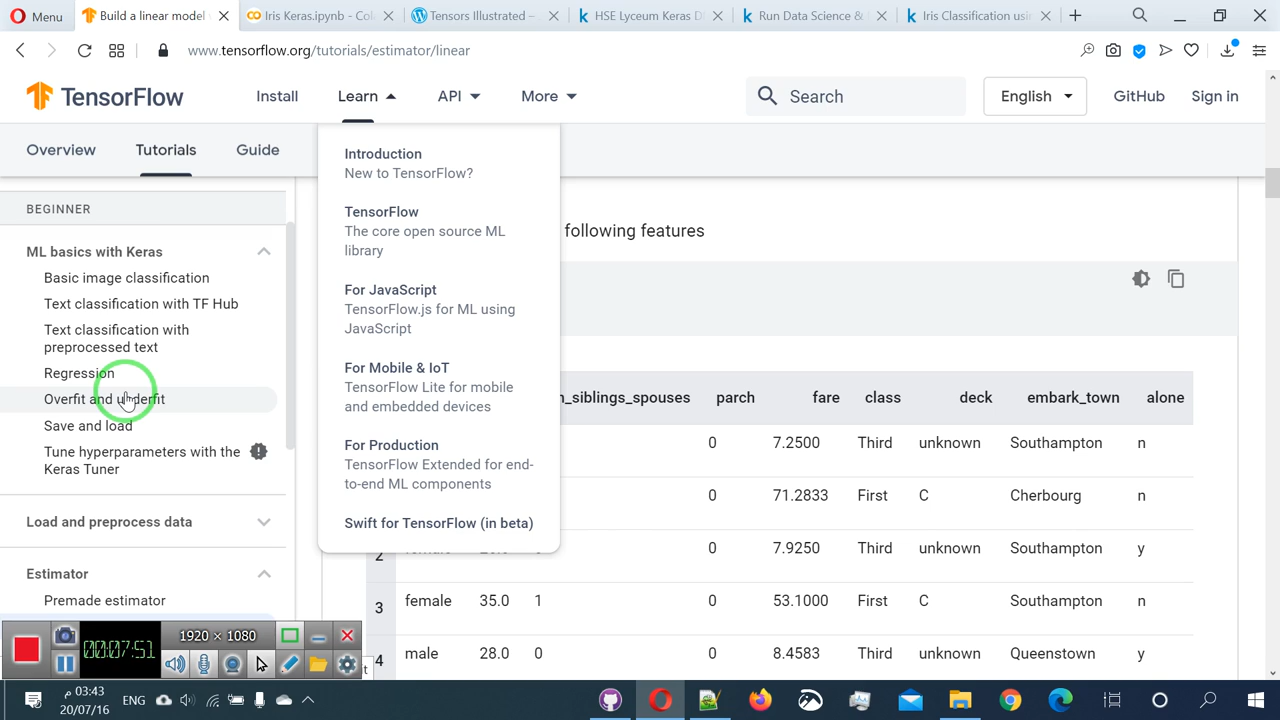 Menu
Build a linear model
Iris Keras.ipynb - Col
Tensors Illustrated –
HSE Lyceum Keras D
Run Data Science &
Iris Classification usin
www.tensorflow.org/tutorials/estimator/linear
TensorFlow
Install
Learn
API
More
Search
English
GitHub
Sign in
Overview
Tutorials
Guide
BEGINNER
ML basics with Keras
Basic image classification
Text classification with TF Hub
Text classification with
preprocessed text
Regression
Overfit and underfit
Save and load
Tune hyperparameters with the
Keras Tuner
Load and preprocess data
Estimator
Premade estimator
Introduction
New to TensorFlow?
TensorFlow
The core open source ML
library
For JavaScript
TensorFlow.js for ML using
JavaScript
For Mobile & IoT
TensorFlow Lite for mobile
and embedded devices
For Production
TensorFlow Extended for end-
to-end ML components
Swift for TensorFlow (in beta)
following features
n_siblings_spouses parch fare class deck embark_town alone
0 7.2500 Third unknown Southampton n
0 71.2833 First C Cherbourg n
2 0 7.9250 Third unknown Southampton y
3 female 35.0 1 0 53.1000 First C Southampton n
4 male 28.0 0 0 8.4583 Third unknown Queenstown y
00:07:51
1920 × 1080
03:43 م
20/07/16
ENG